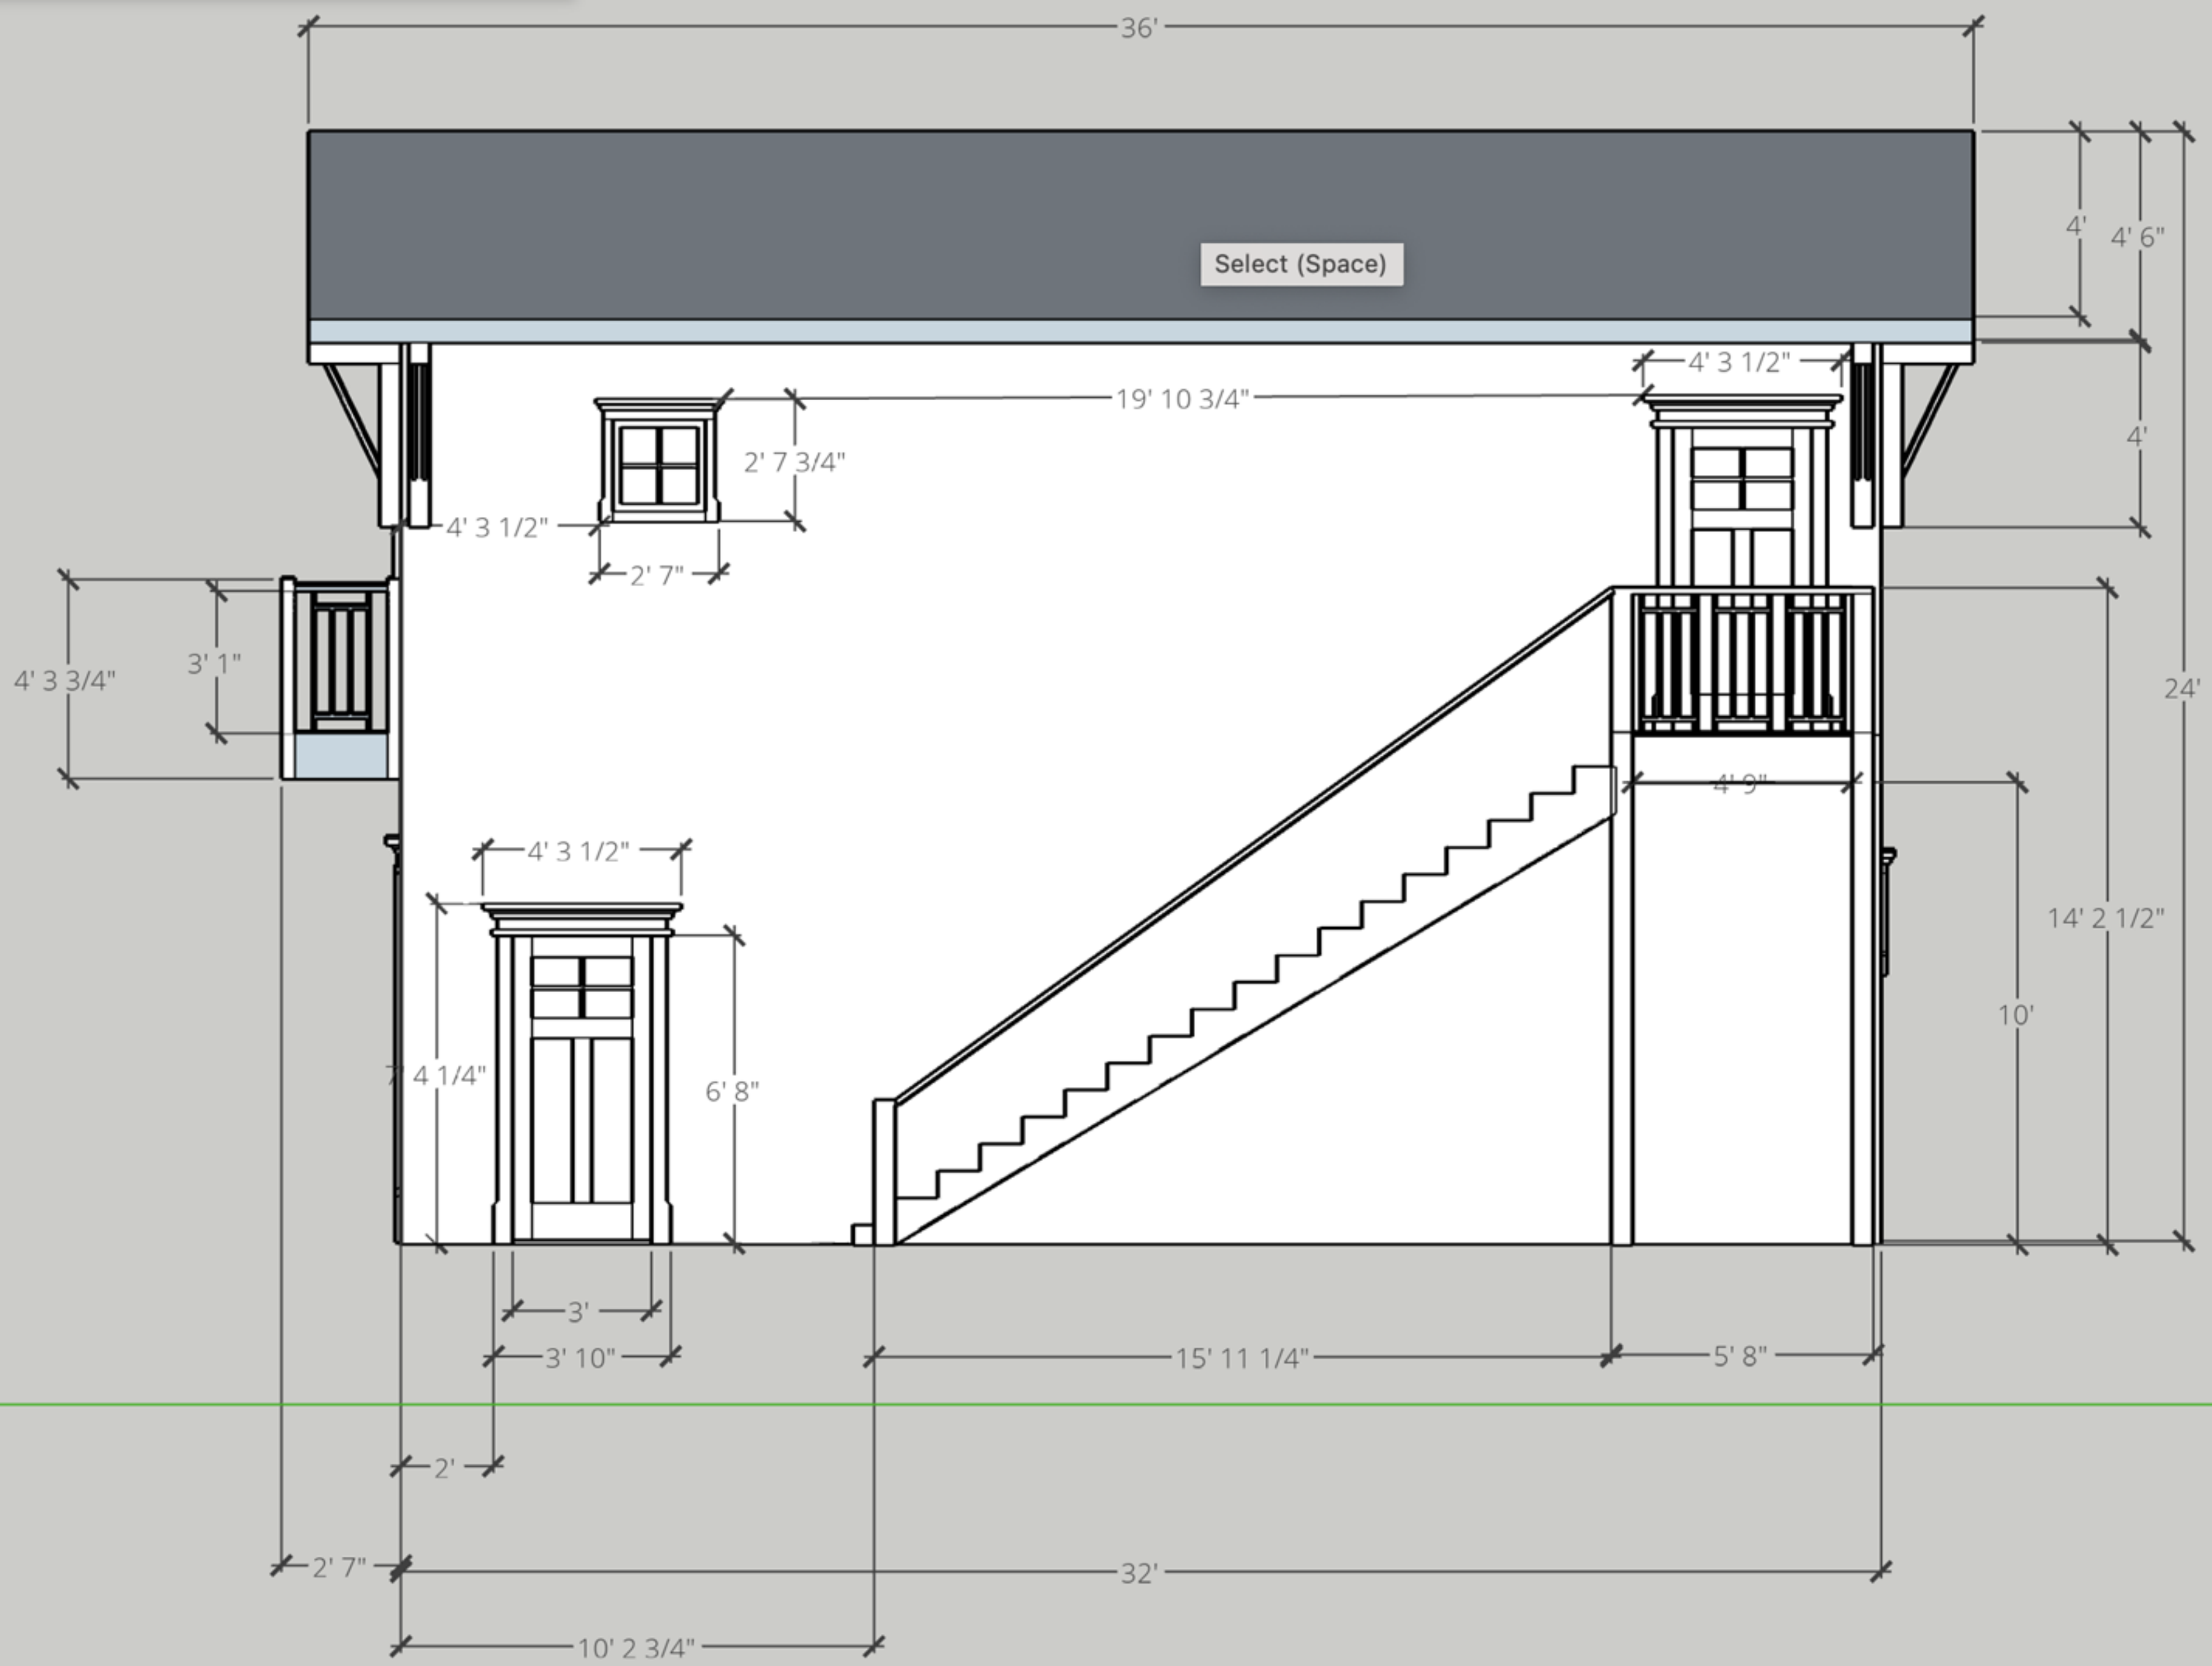 36'
4'
4' 6"
Select (Space)
4' 3 1/2"
19' 10 3/4"
4'
2' 7 3/4"
4' 3 1/2"
2' 7"
3' 1"
4' 3 3/4"
24'
4' 9"
4' 3 1/2"
14' 2 1/2"
10'
7' 4 1/4"
6' 8"
3'
3' 10"
15' 11 1/4"
5' 8"
2'
2' 7"
32'
10' 2 3/4"